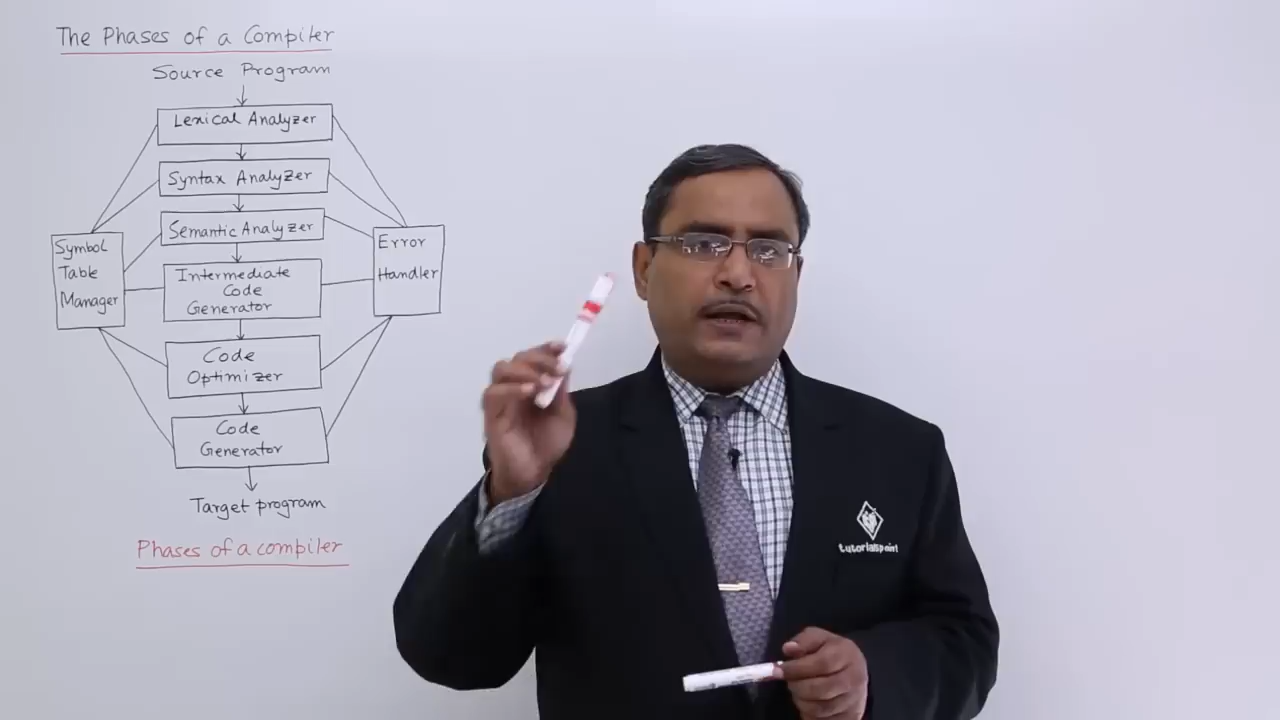 The Phases of a Compiler
Source Program
Lexical Analyzer
Syntax Analyzer
Semantic Analyzer
Symbol
Table
Manager
Error
Handler
Intermediate
Code
Generator
Code
Optimizer
Code
Generator
Target program
Phases of a compiler
tutorialspoint